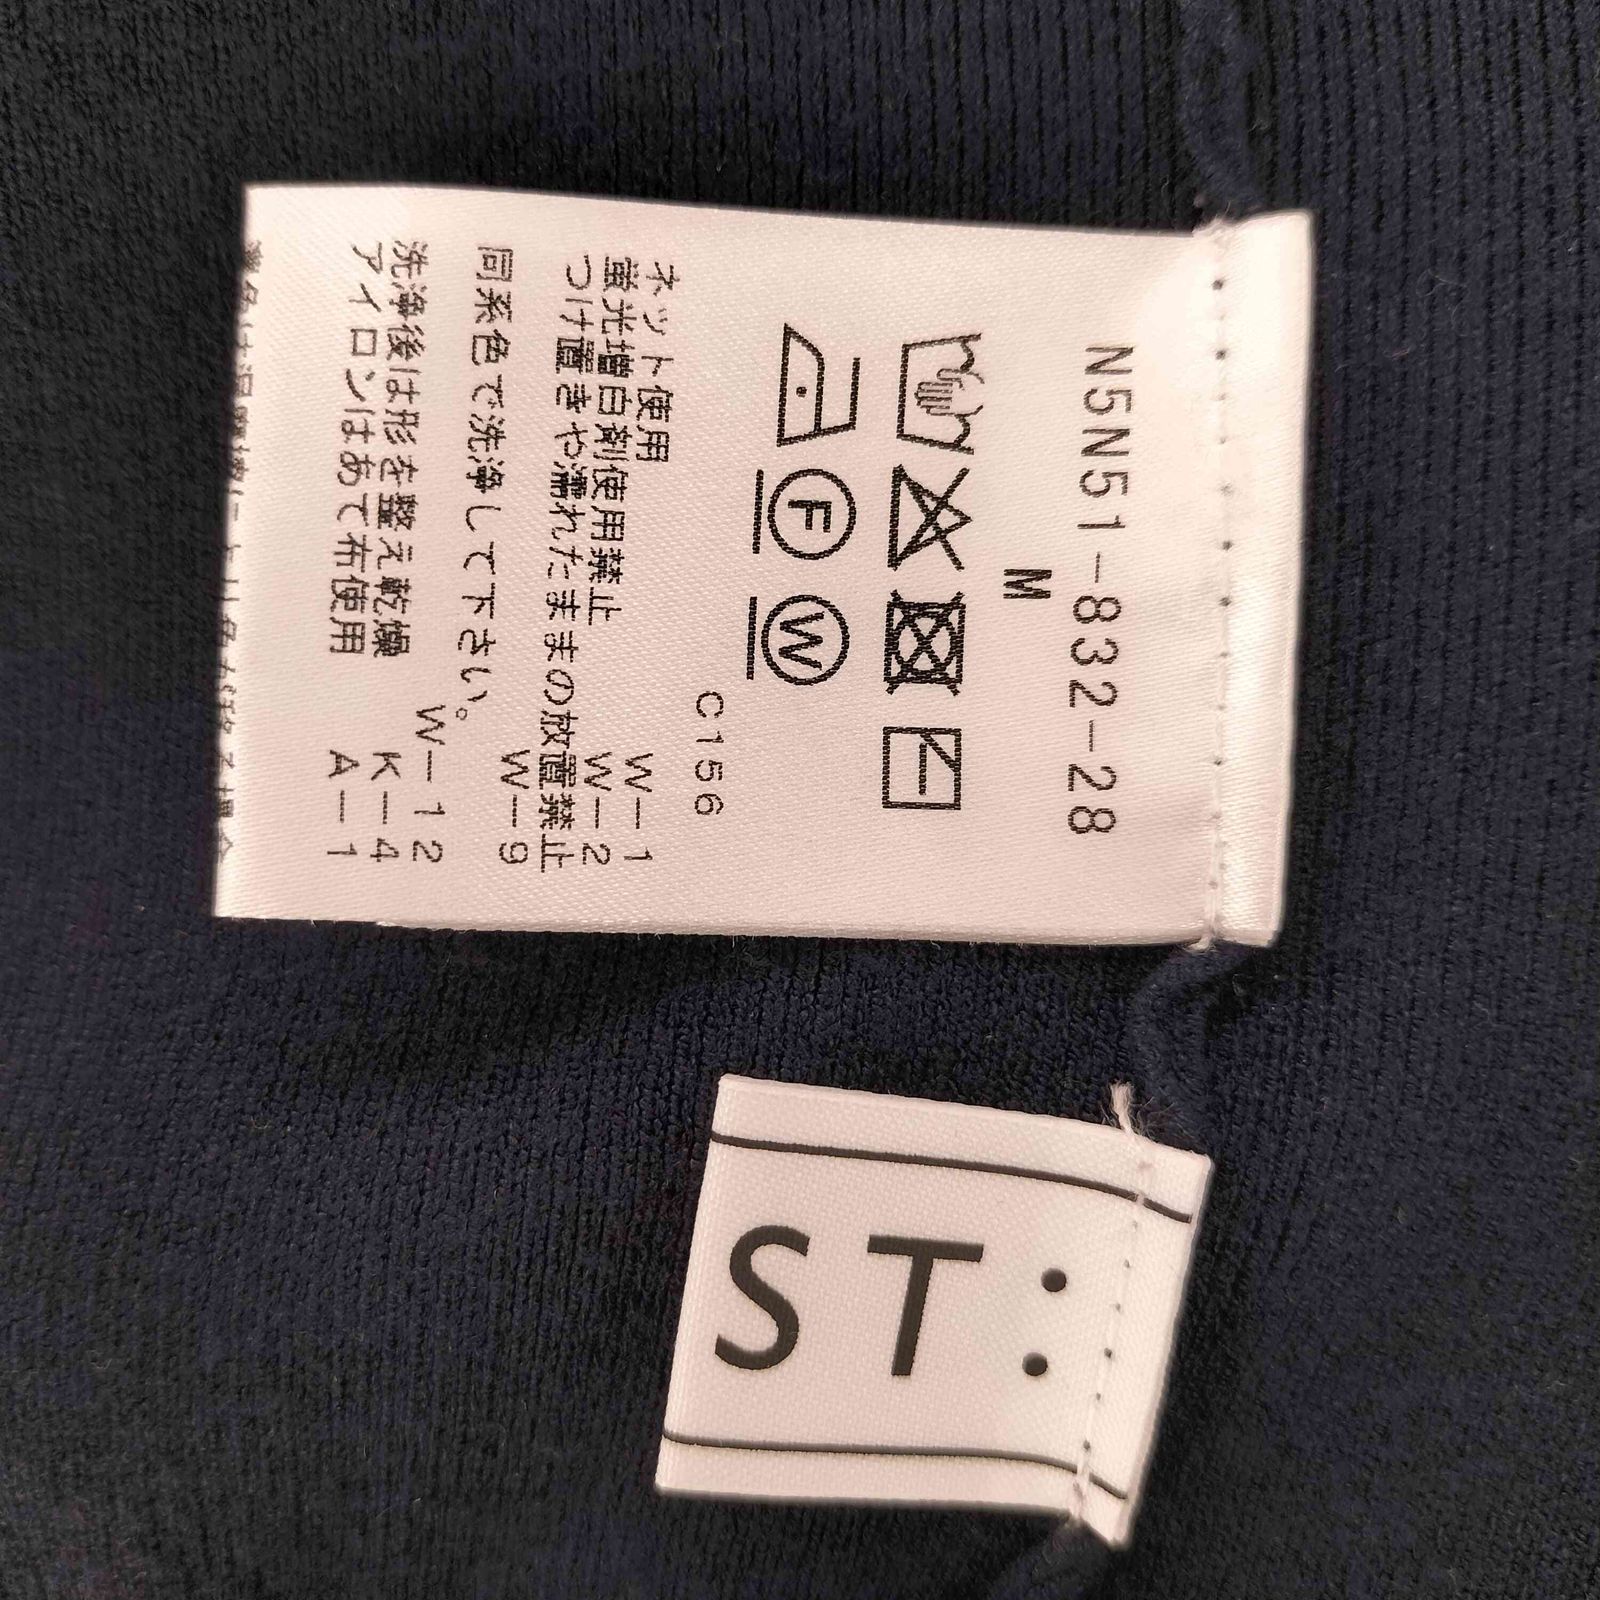 N5N51-832-28
M
F
W
C156
ネット使用 W-1
蛍光増白剤使用禁止 W-2
つけ置きや濡れたままの放置禁止
W-9
同系色で洗浄して下さい。
W-12
洗浄後は形を整え乾燥 K-4
アイロンはあて布使用 A-1
ST: